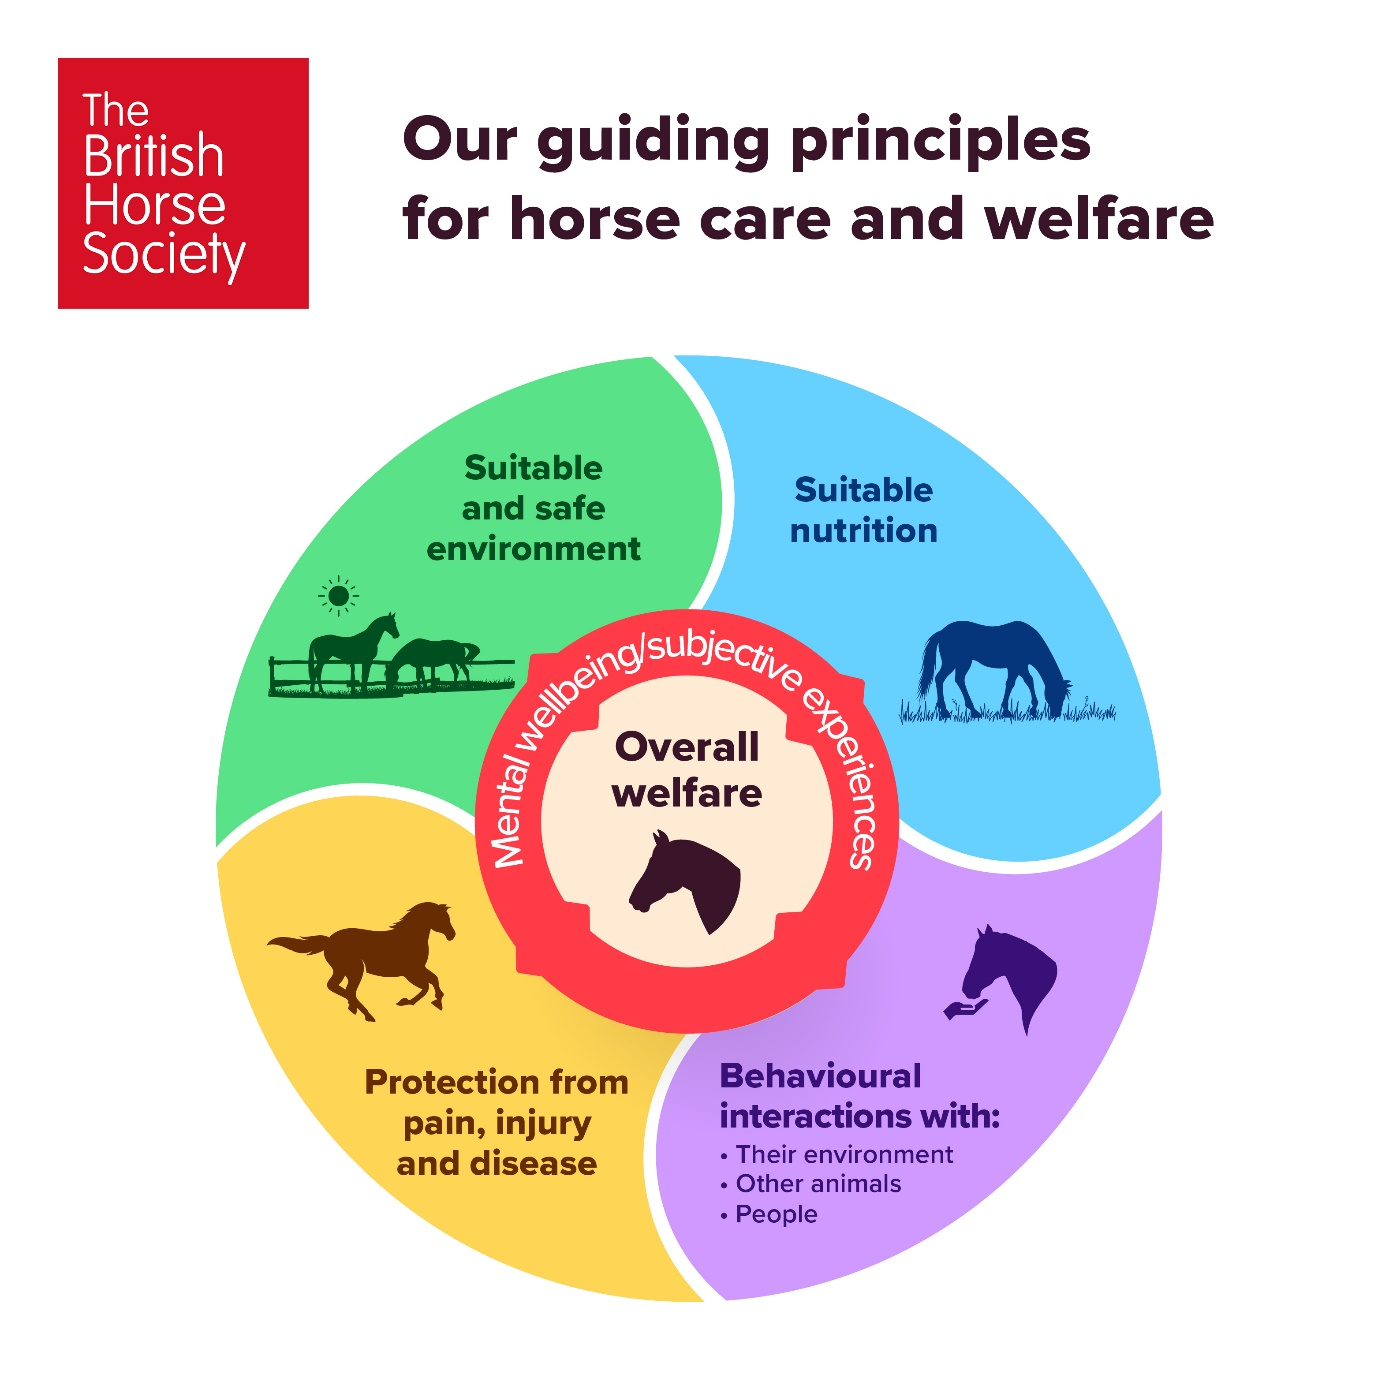 The
British
Horse
Society
Our guiding principles
for horse care and welfare
Suitable
and safe
environment
Suitable
nutrition
Mental wellbeing/subjective experiences
Overall
welfare
Protection from
pain, injury
and disease
Behavioural
interactions with:
• Their environment
• Other animals
• People